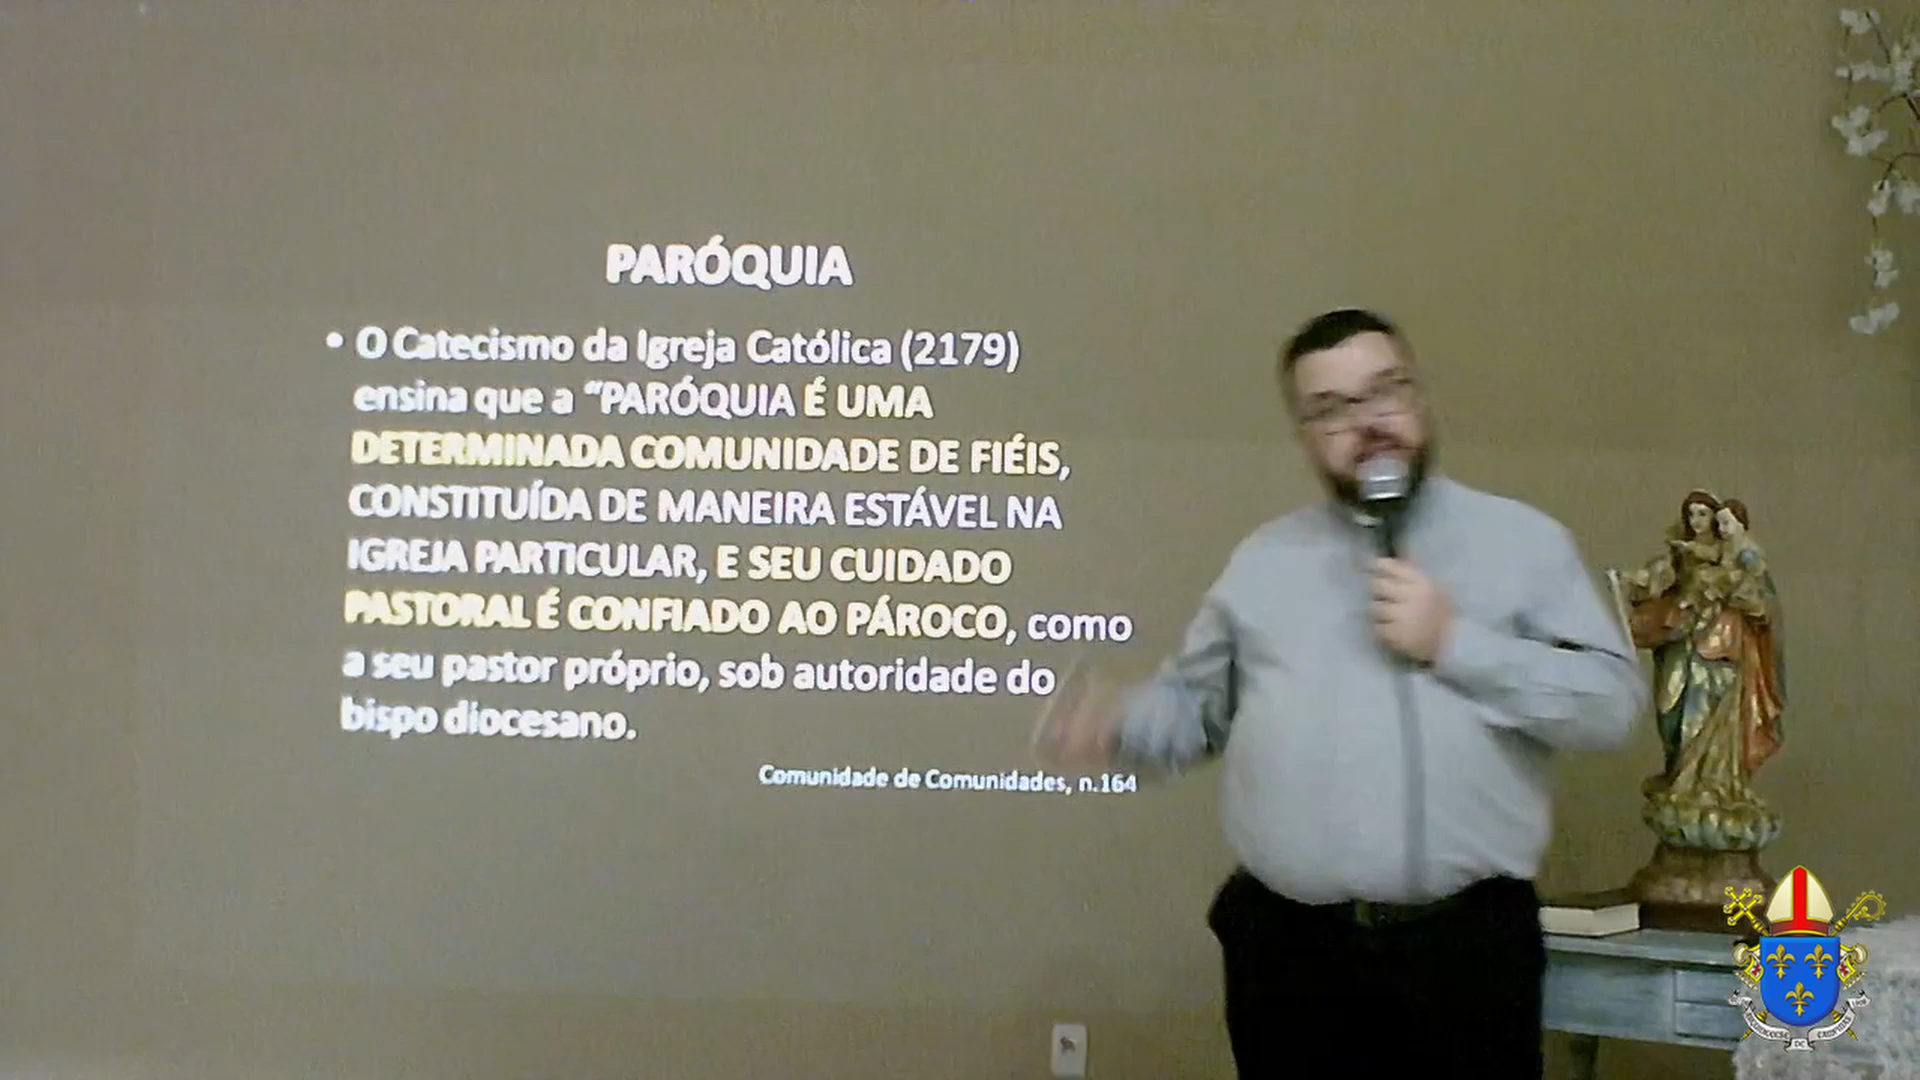 PARÓQUIA
• O Catecismo da Igreja Católica (2179)
ensina que a “PARÓQUIA É UMA
DETERMINADA COMUNIDADE DE FIÉIS,
CONSTITUÍDA DE MANEIRA ESTÁVEL NA
IGREJA PARTICULAR, E SEU CUIDADO
PASTORAL É CONFIADO AO PÁROCO, como
a seu pastor próprio, sob autoridade do
bispo diocesano.
Comunidade de Comunidades, n.164